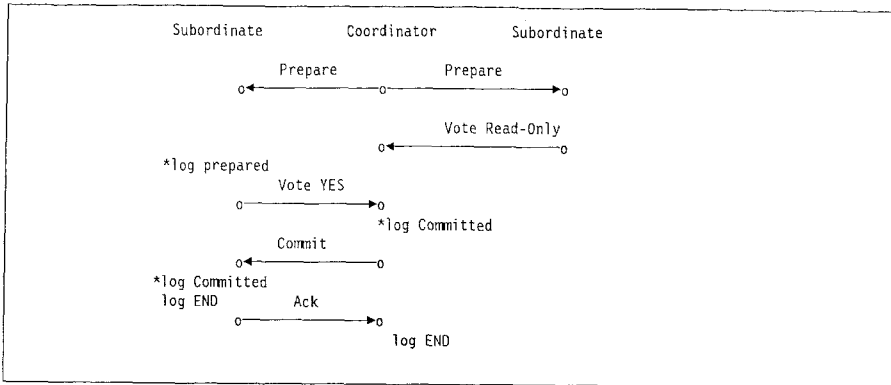 Subordinate Coordinator Subordinate
Prepare Prepare
Vote Read-Only
*log prepared
Vote YES
*log Committed
Commit
*log Committed
log END Ack
log END